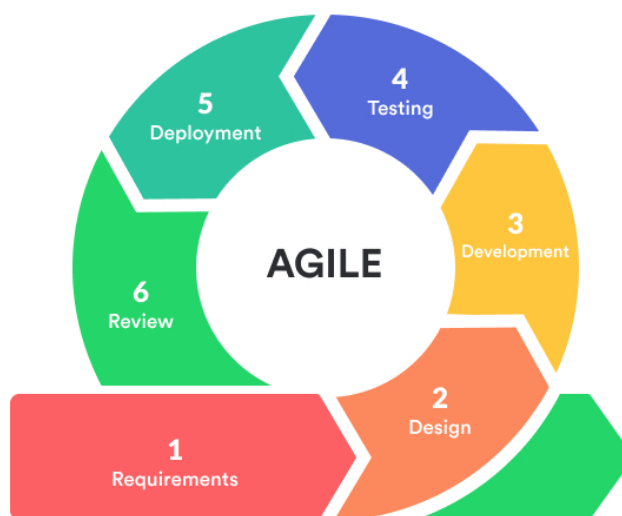 AGILE
1
Requirements
2
Design
3
Development
4
Testing
5
Deployment
6
Review